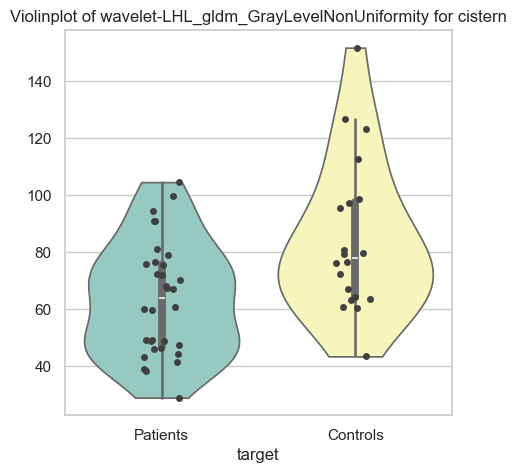 Violinplot of wavelet-LHL_gldm_GrayLevelNonUniformity for cistern
140
120
100
80
60
40
Patients
Controls
target